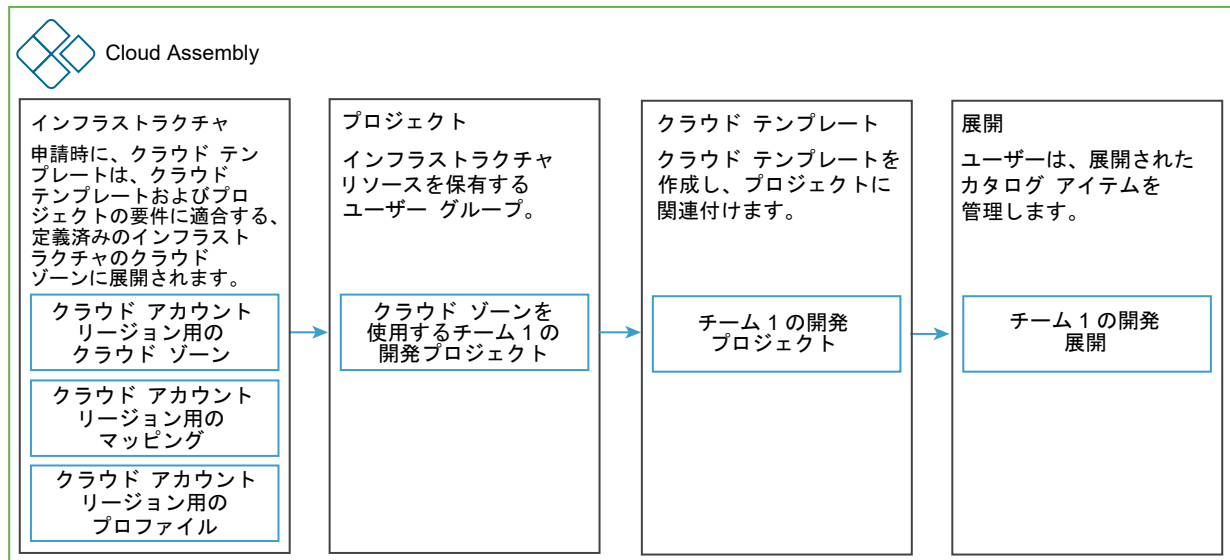 Cloud Assembly
インフラストラクチャ
申請時に、クラウド テン
プレートは、クラウド
テンプレートおよびプロ
ジェクトの要件に適合する、
定義済みのインフラスト
ラクチャのクラウド
ゾーンに展開されます。
クラウド アカウント
リージョン用の
クラウド ゾーン
クラウド アカウント
リージョン用の
マッピング
クラウド アカウント
リージョン用の
プロファイル
プロジェクト
インフラストラクチャ
リソースを保有する
ユーザー グループ。
クラウド ゾーンを
使用するチーム 1 の
開発プロジェクト
クラウド テンプレート
クラウド テンプレートを
作成し、プロジェクトに
関連付けます。
チーム 1 の開発
プロジェクト
展開
ユーザーは、展開された
カタログ アイテムを
管理します。
チーム 1 の開発
展開